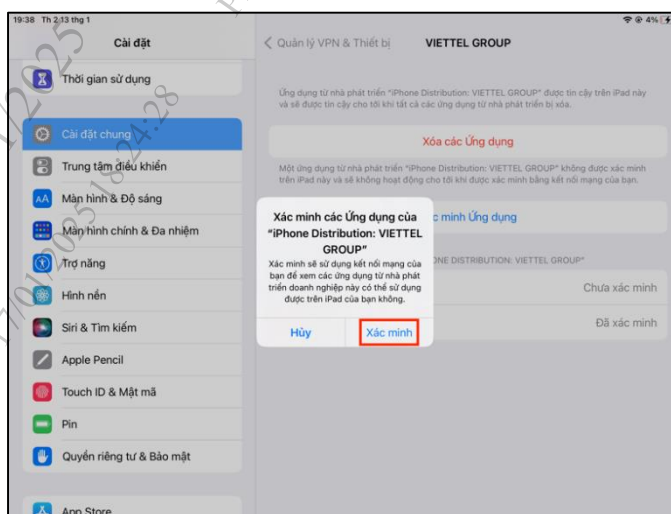 19:38 Th 2 13 thg 1
4%
Cài đặt
Quản lý VPN & Thiết bị
VIETTEL GROUP
Thời gian sử dụng
Cài đặt chung
Trung tâm điều khiển
Màn hình & Độ sáng
Màn hình chính & Đa nhiệm
Trợ năng
Hình nền
Siri & Tìm kiếm
Apple Pencil
Touch ID & Mật mã
Pin
Quyền riêng tư & Bảo mật
App Store
Ứng dụng từ nhà phát triển "iPhone Distribution: VIETTEL GROUP" được tin cậy trên iPad này
và sẽ được tin cậy cho tới khi tất cả các ứng dụng từ nhà phát triển bị xóa.
Xóa các Ứng dụng
Một ứng dụng từ nhà phát triển "iPhone Distribution: VIETTEL GROUP" không được xác minh
trên iPad này và sẽ không hoạt động cho tới khi được xác minh bằng kết nối mạng của bạn.
c minh Ứng dụng
ONE DISTRIBUTION: VIETTEL GROUP"
Chưa xác minh
Đã xác minh
Xác minh các Ứng dụng của
"iPhone Distribution: VIETTEL
GROUP"
Xác minh sẽ sử dụng kết nối mạng của
bạn để xem các ứng dụng từ nhà phát
triển doanh nghiệp này có thể sử dụng
được trên iPad của bạn không.
Hủy
Xác minh
/01/2025 18:24:28